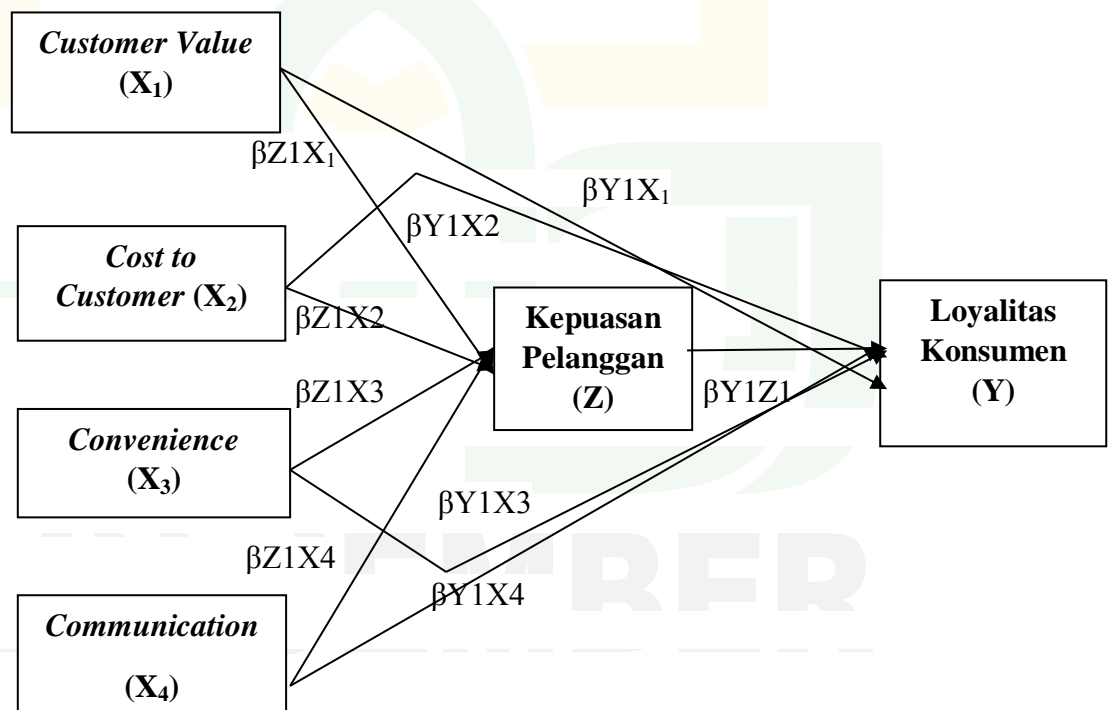 Customer Value
(X₁)
βZ1X₁
βY1X₁
βY1X2
Cost to
Customer (X₂)
βZ1X2
Kepuasan
Pelanggan
(Z)
Loyalitas
Konsumen
(Y)
βZ1X3
βY1Z1
Convenience
(X₃)
βY1X3
βZ1X4
βY1X4
Communication
(X₄)